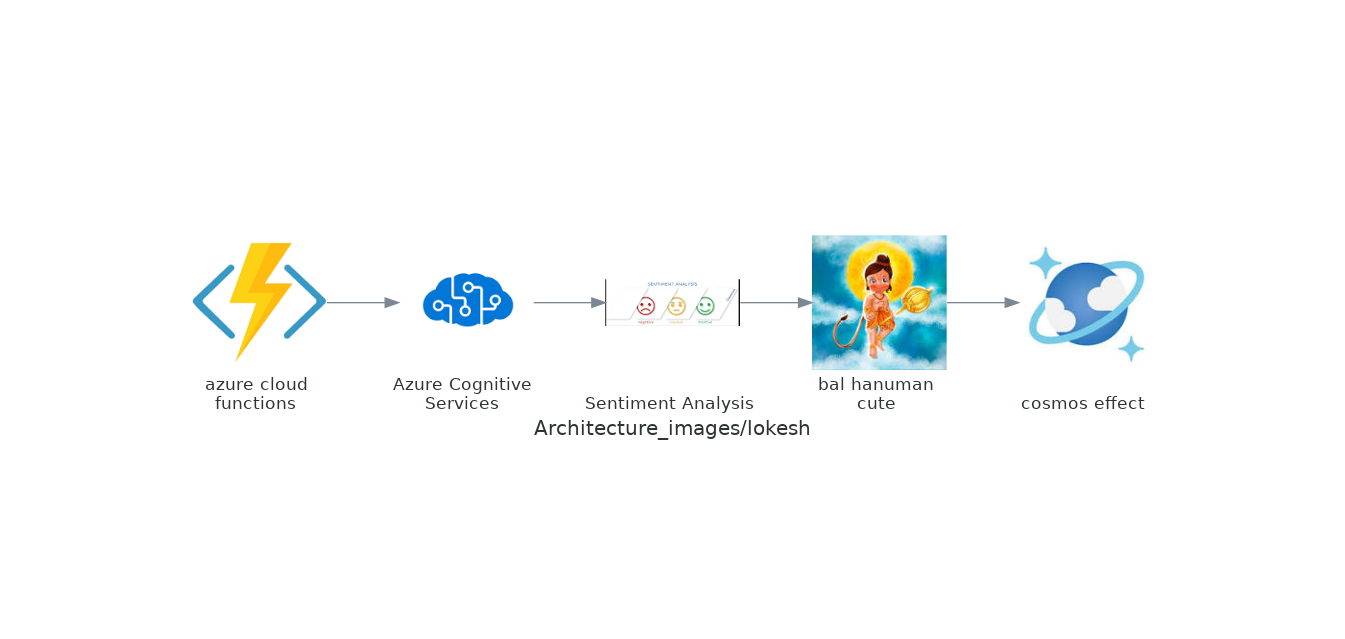 SENTIMENT ANALYSIS
negative
neutral
positive
azure cloud
functions
Azure Cognitive
Services
Sentiment Analysis
bal hanuman
cute
cosmos effect
Architecture_images/lokesh